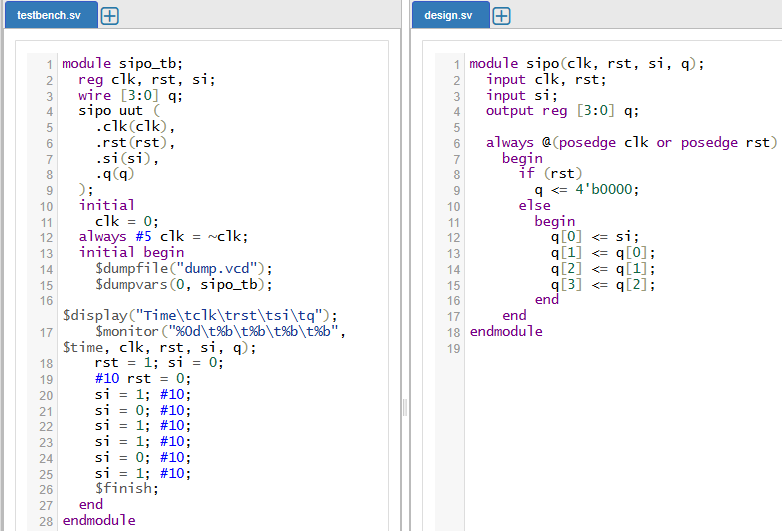 testbench.sv
1 module sipo_tb;
2 reg clk, rst, si;
3 wire [3:0] q;
4 sipo uut (
5 .clk(clk),
6 .rst(rst),
7 .si(si),
8 .q(q)
9 );
10 initial
11 clk = 0;
12 always #5 clk = ~clk;
13 initial begin
14 $dumpfile("dump.vcd");
15 $dumpvars(0, sipo_tb);
16
$display("Time\tclk\trst\tsi\tq");
17 $monitor("%0d\t%b\t%b\t%b\t%b",
$time, clk, rst, si, q);
18 rst = 1; si = 0;
19 #10 rst = 0;
20 si = 1; #10;
21 si = 0; #10;
22 si = 1; #10;
23 si = 1; #10;
24 si = 0; #10;
25 si = 1; #10;
26 $finish;
27 end
28 endmodule
design.sv
1 module sipo(clk, rst, si, q);
2 input clk, rst;
3 input si;
4 output reg [3:0] q;
5
6 always @(posedge clk or posedge rst)
7 begin
8 if (rst)
9 q <= 4'b0000;
10 else
11 begin
12 q[0] <= si;
13 q[1] <= q[0];
14 q[2] <= q[1];
15 q[3] <= q[2];
16 end
17 end
18 endmodule
19